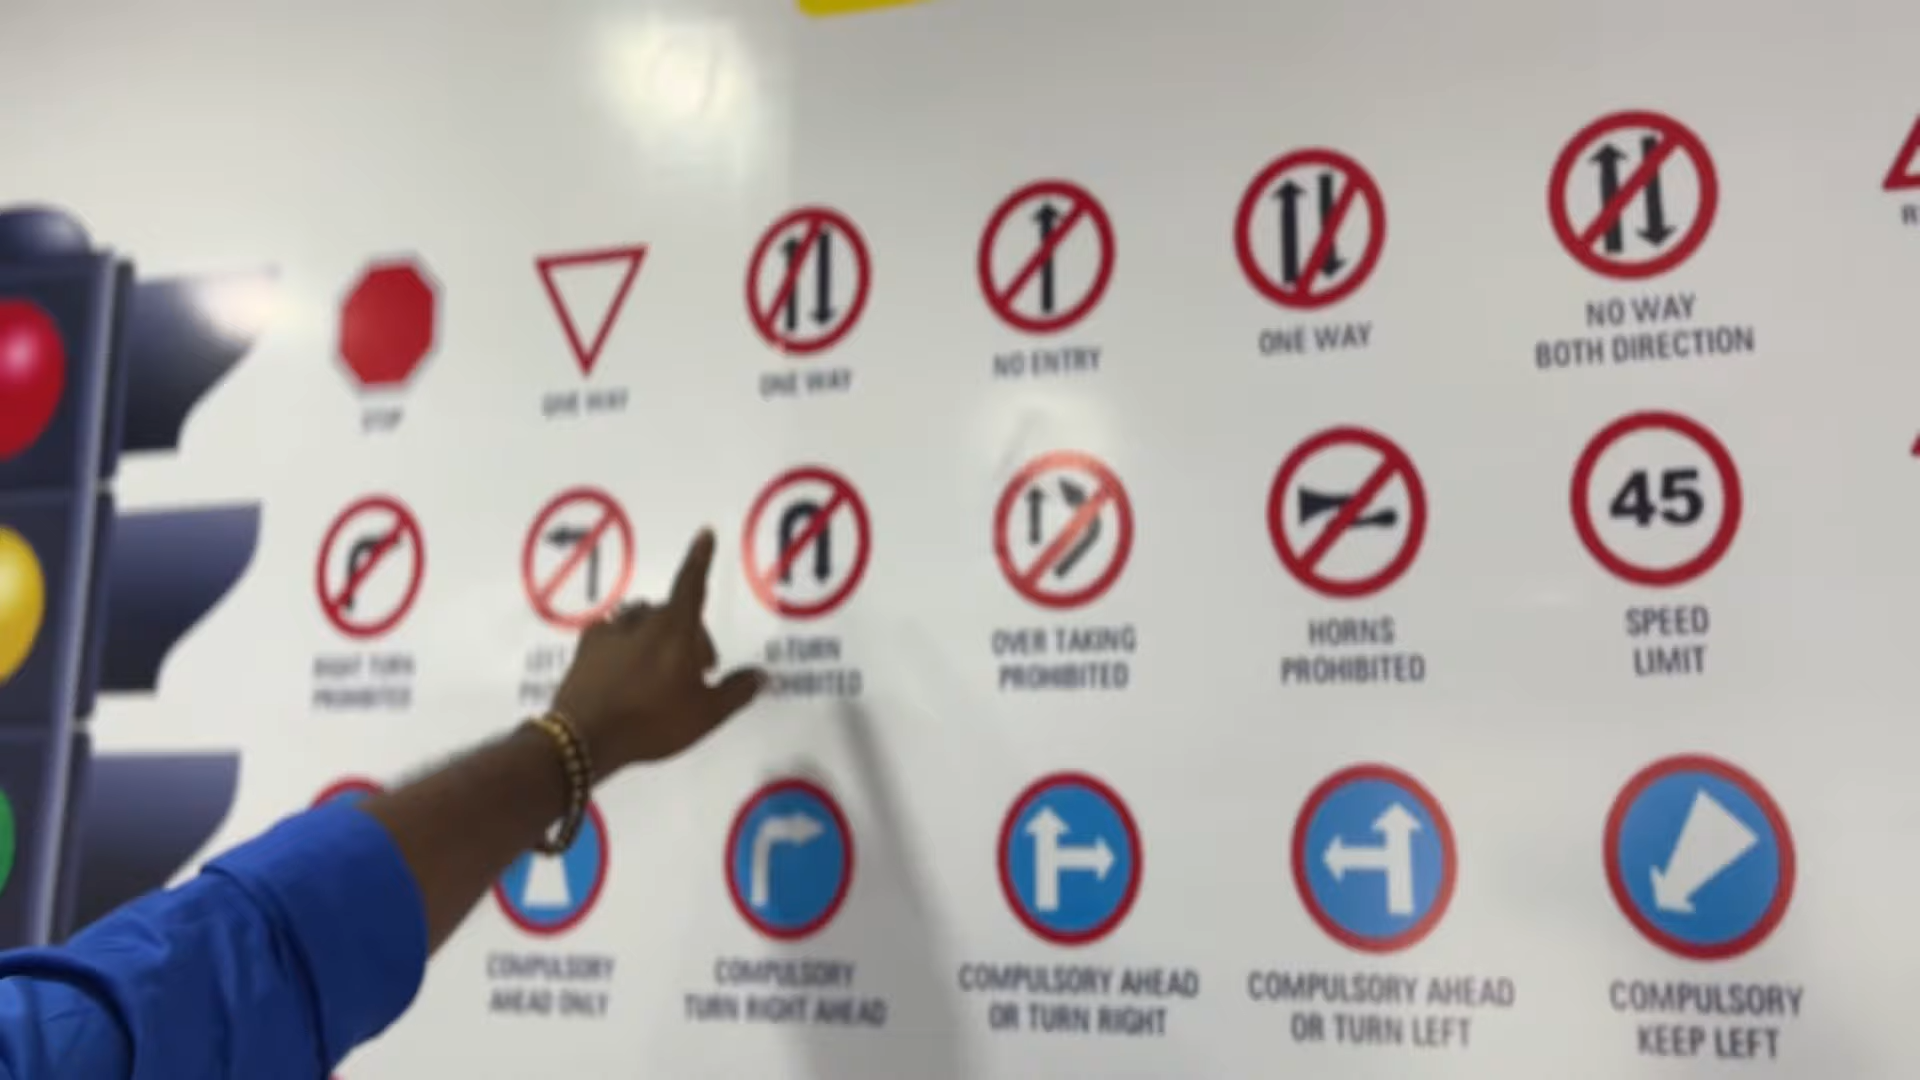 STOP
GIVE WAY
ONE WAY
NO ENTRY
ONE WAY
NO WAY
BOTH DIRECTION
RIGHT TURN
PROHIBITED
LEFT
U-TURN
PROHIBITED
OVER TAKING
PROHIBITED
HORNS
PROHIBITED
45
SPEED
LIMIT
COMPULSORY
AHEAD ONLY
COMPULSORY
TURN RIGHT AHEAD
COMPULSORY AHEAD
OR TURN RIGHT
COMPULSORY AHEAD
OR TURN LEFT
COMPULSORY
KEEP LEFT